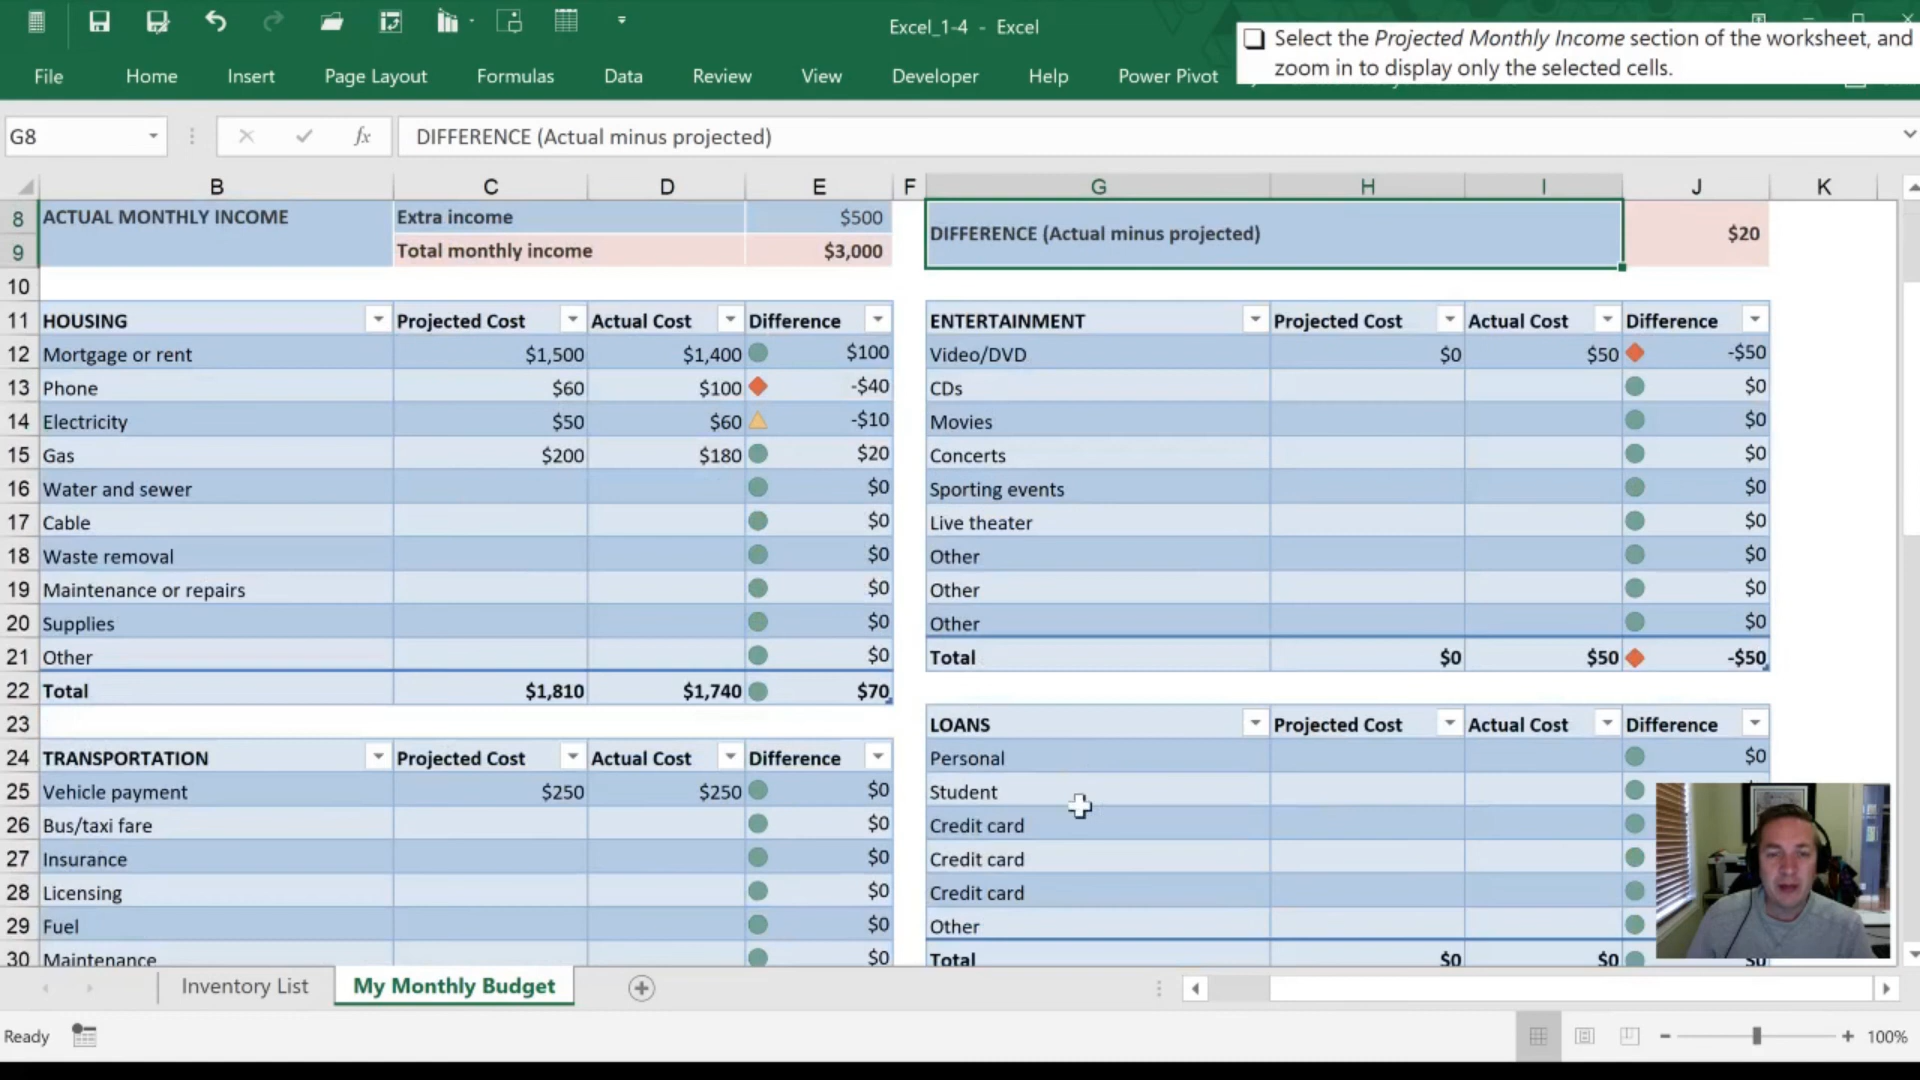 Excel_1-4 - Excel
Select the Projected Monthly Income section of the worksheet, and
zoom in to display only the selected cells.
File Home Insert Page Layout Formulas Data Review View Developer Help Power Pivot
G8 fx DIFFERENCE (Actual minus projected)
B C D E F G H I J K
8 ACTUAL MONTHLY INCOME Extra income $500 DIFFERENCE (Actual minus projected) $20
9 Total monthly income $3,000
10
11 HOUSING Projected Cost Actual Cost Difference ENTERTAINMENT Projected Cost Actual Cost Difference
12 Mortgage or rent $1,500 $1,400 $100 Video/DVD $0 $50 -$50
13 Phone $60 $100 -$40 CDs $0
14 Electricity $50 $60 -$10 Movies $0
15 Gas $200 $180 $20 Concerts $0
16 Water and sewer $0 Sporting events $0
17 Cable $0 Live theater $0
18 Waste removal $0 Other $0
19 Maintenance or repairs $0 Other $0
20 Supplies $0 Other $0
21 Other $0 Total $0 $50 -$50
22 Total $1,810 $1,740 $70
23 LOANS Projected Cost Actual Cost Difference
24 TRANSPORTATION Projected Cost Actual Cost Difference Personal $0
25 Vehicle payment $250 $250 $0 Student
26 Bus/taxi fare $0 Credit card
27 Insurance $0 Credit card
28 Licensing $0 Credit card
29 Fuel $0 Other
30 Maintenance $0 Total $0 $0 $0
Inventory List My Monthly Budget
Ready 100%